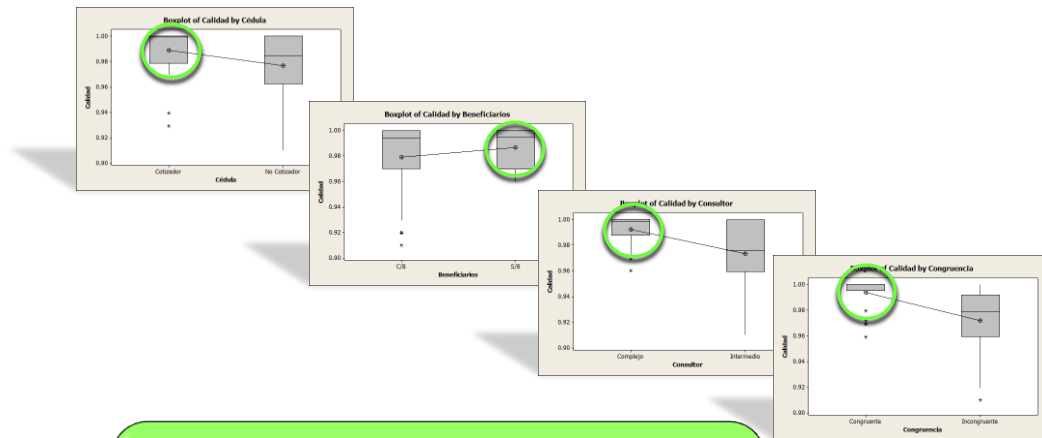 Boxplot of Calidad by Cédula
Calidad
1.00
0.98
0.96
0.94
0.92
0.90
Cotizador
No Cotizador
Cédula
Boxplot of Calidad by Beneficiarios
Calidad
1.00
0.98
0.96
0.94
0.92
0.90
C/B
S/B
Beneficiarios
Boxplot of Calidad by Consultor
Calidad
1.00
0.98
0.96
0.94
0.92
0.90
Complejo
Intermedio
Consultor
Boxplot of Calidad by Congruencia
Calidad
1.00
0.98
0.96
0.94
0.92
0.90
Congruente
Incongruente
Congruencia